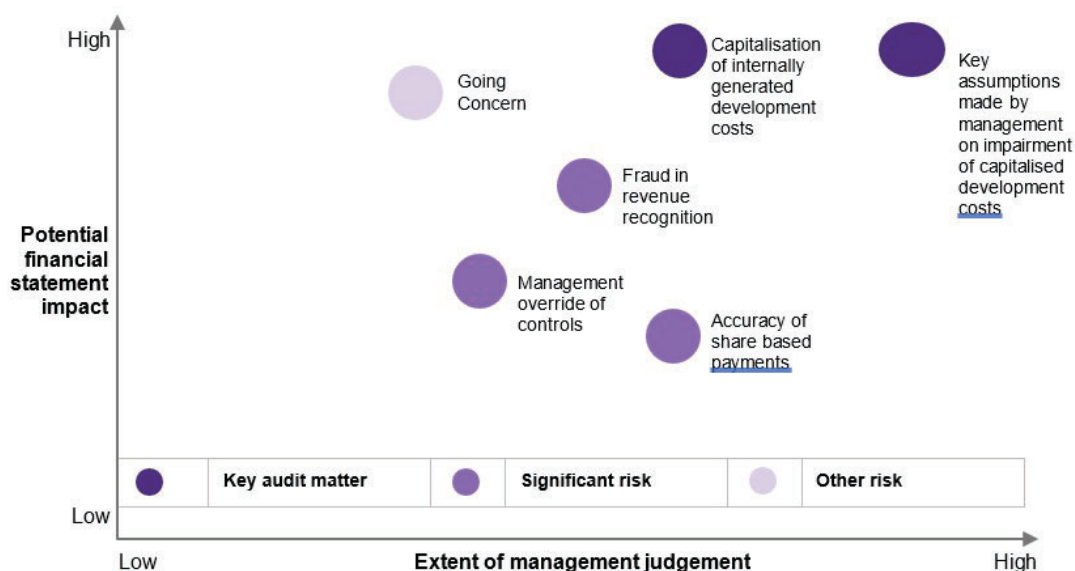 High
Going
Concern
Capitalisation
of internally
generated
development
costs
Key
assumptions
made by
management
on impairment
of capitalised
development
costs
Fraud in
revenue
recognition
Potential
financial
statement
impact
Management
override of
controls
Accuracy of
share based
payments
Key audit matter
Significant risk
Other risk
Low
Low
Extent of management judgement
High